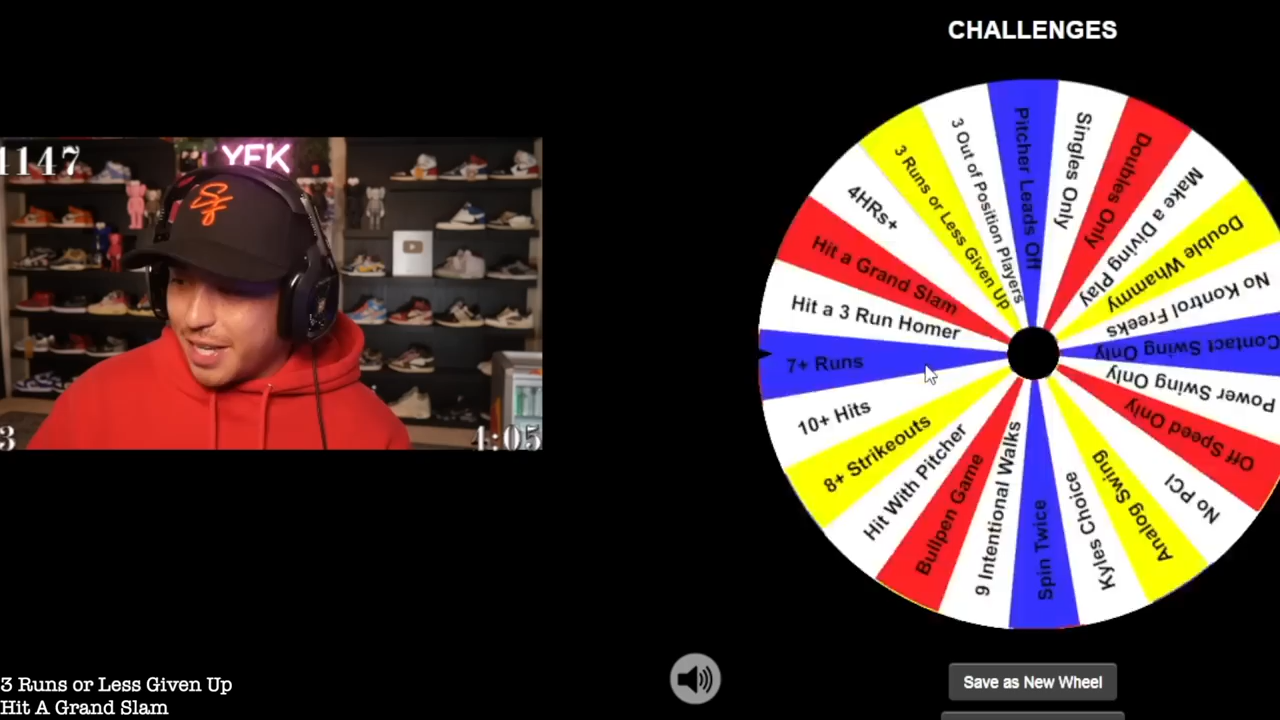 CHALLENGES
1147
YFK
SF
3
4:05
Pitcher Leads Off
Singles Only
Doubles Only
Make a Diving Play
Double Whammy
No Kontrol Freeks
Contact Swing Only
Power Swing Only
Off Speed Only
No PCI
Analog Swing
Kyles Choice
Spin Twice
9 Intentional Walks
Bullpen Game
Hit With Pitcher
8+ Strikeouts
10+ Hits
7+ Runs
Hit a 3 Run Homer
Hit a Grand Slam
4HRs+
3 Runs or Less Given Up
3 Out of Position Players
Save as New Wheel
3 Runs or Less Given Up
Hit A Grand Slam